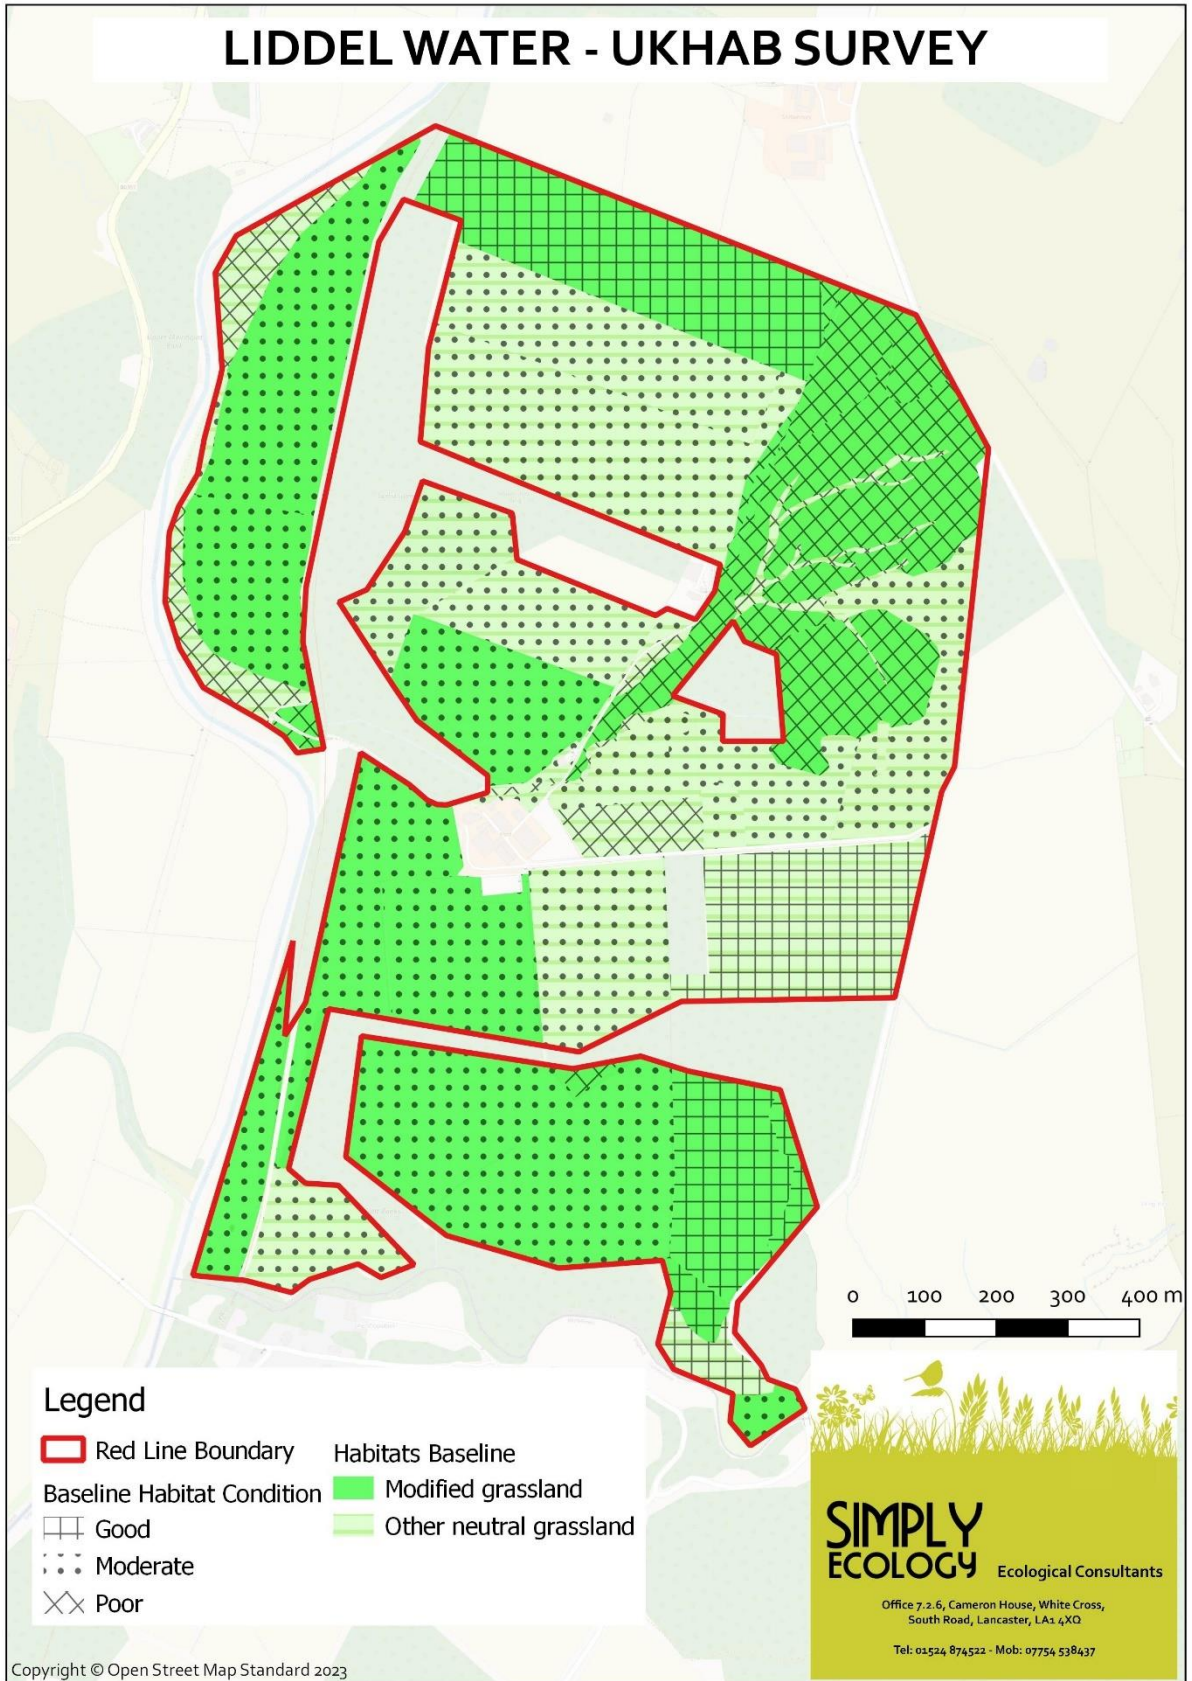 LIDDEL WATER - UKHAB SURVEY
0 100 200 300 400 m
Legend
Red Line Boundary
Baseline Habitat Condition
Good
Moderate
Poor
Habitats Baseline
Modified grassland
Other neutral grassland
SIMPLY
ECOLOGY Ecological Consultants
Office 7.2.6, Cameron House, White Cross,
South Road, Lancaster, LA1 4XQ
Tel: 01524 874522 - Mob: 07754 538437
Copyright © Open Street Map Standard 2023